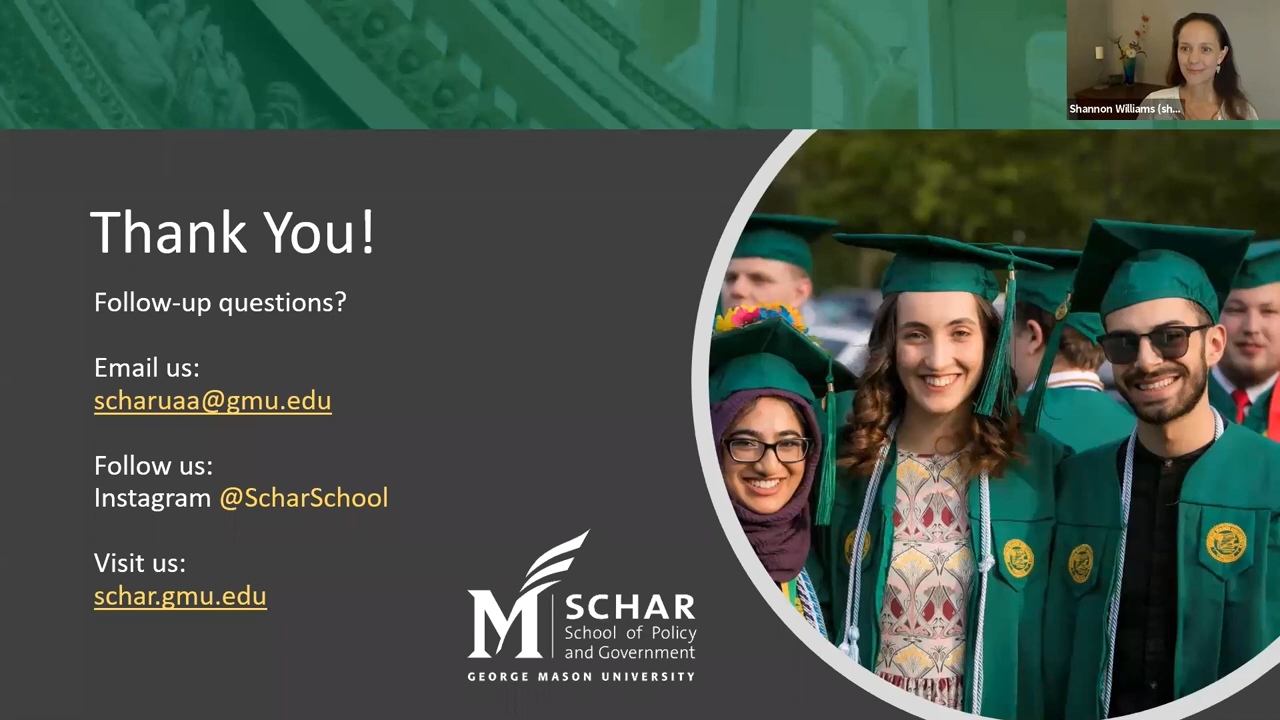 Shannon Williams (sh...
Thank You!
Follow-up questions?
Email us:
scharuaa@gmu.edu
Follow us:
Instagram @ScharSchool
Visit us:
schar.gmu.edu
M SCHAR
School of Policy
and Government
GEORGE MASON UNIVERSITY